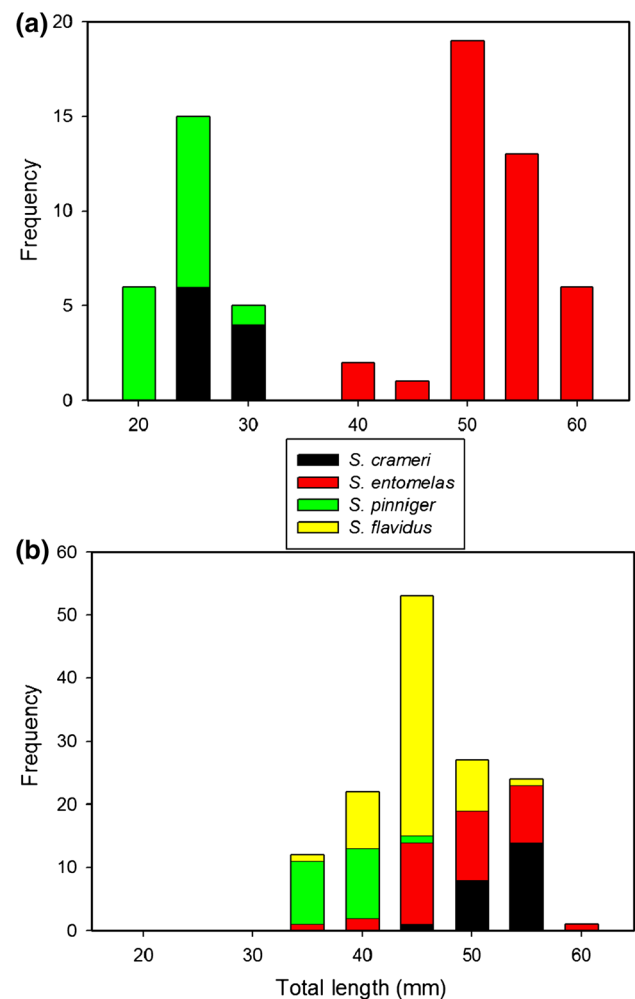 (a)
Frequency
20
15
10
5
0
20 30 40 50 60
S. crameri
S. entomelas
S. pinniger
S. flavidus
(b)
Frequency
60
50
40
30
20
10
0
20 30 40 50 60
Total length (mm)